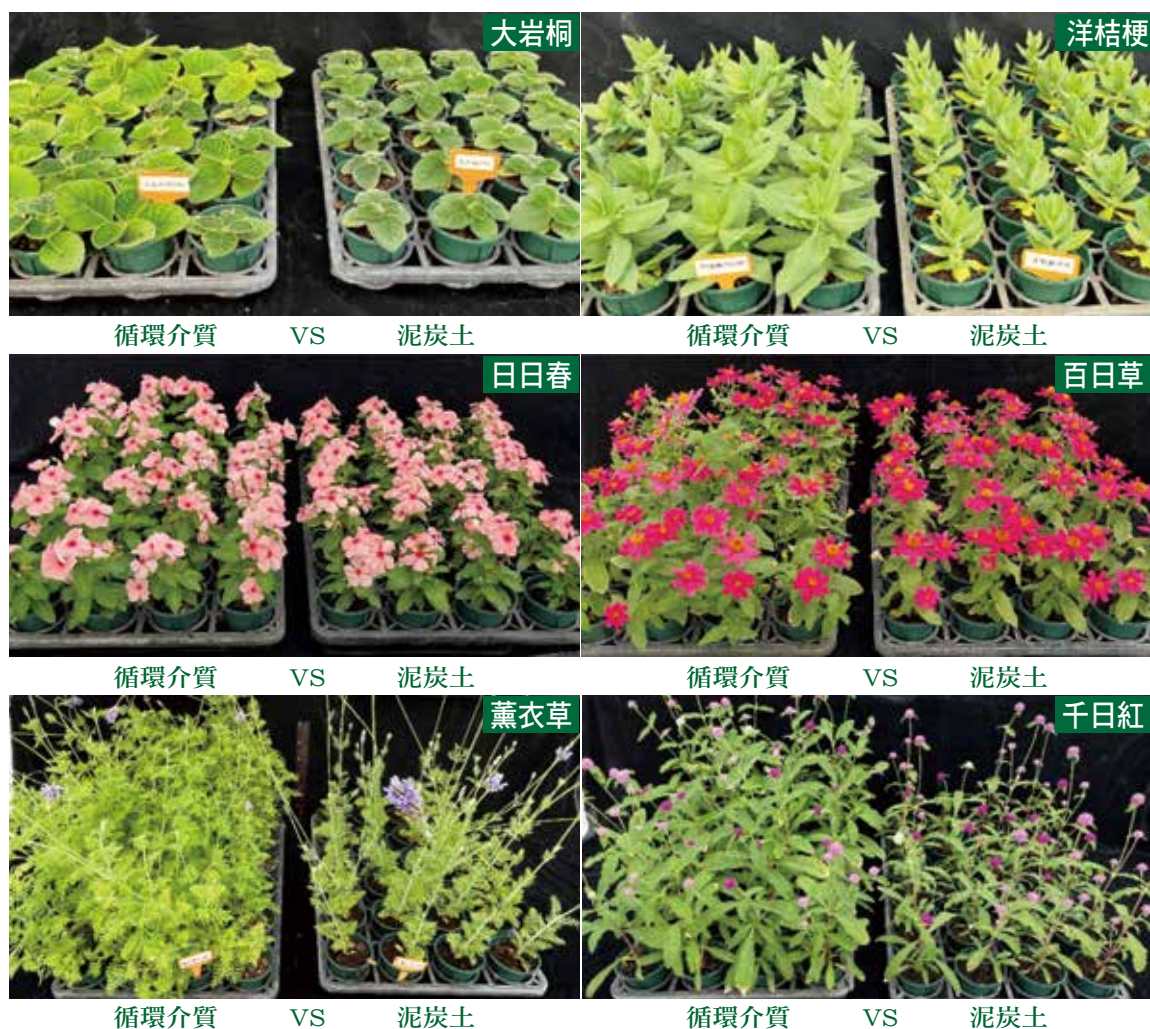 大岩桐
洋桔梗
循環介質 VS 泥炭土
循環介質 VS 泥炭土
日日春
百日草
循環介質 VS 泥炭土
循環介質 VS 泥炭土
薰衣草
千日紅
循環介質 VS 泥炭土
循環介質 VS 泥炭土